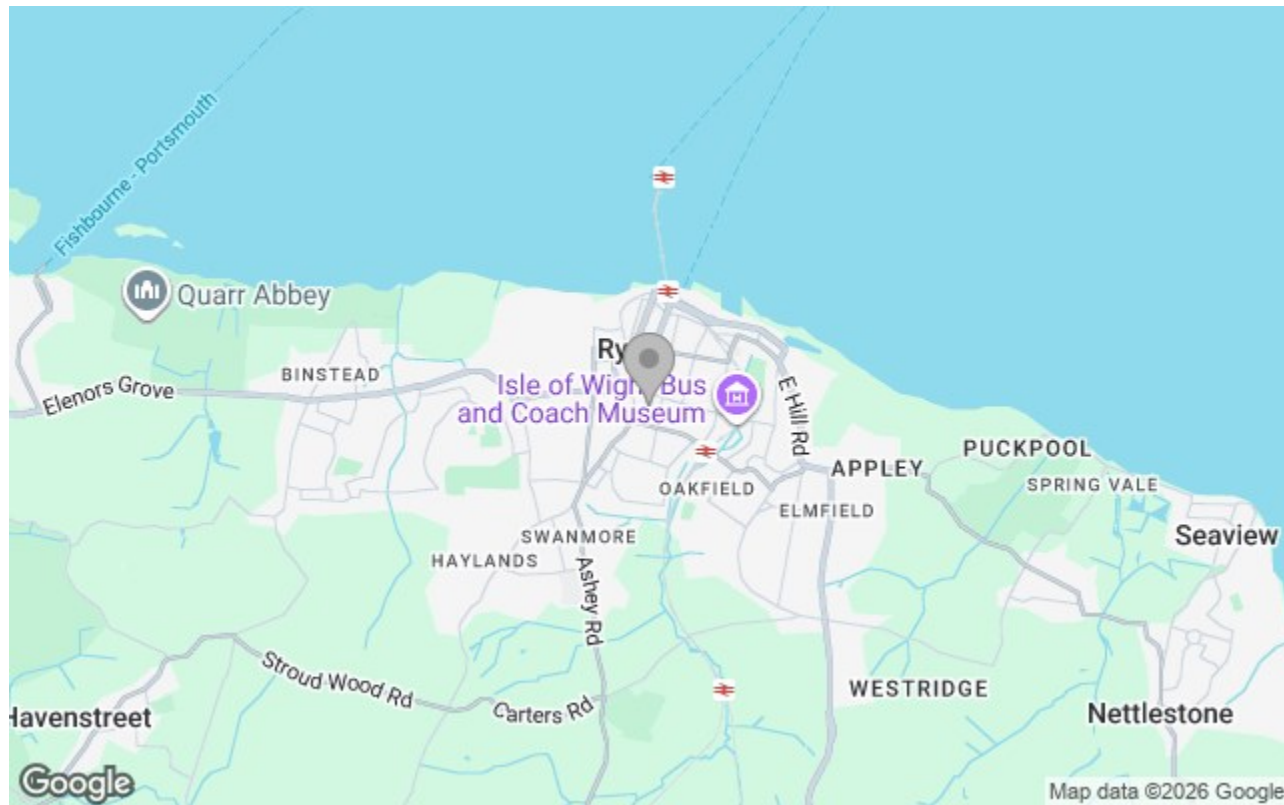 Fishbourne - Portsmouth
Quarr Abbey
Ry
BINSTEAD
Elenors Grove
Isle of Wigh Bus
and Coach Museum
E Hill Rd
PUCKPOOL
APPLEY
SPRING VALE
OAKFIELD
ELMFIELD
SWANMORE
Seaview
HAYLANDS
Ashey Rd
Stroud Wood Rd
Carters Rd
WESTRIDGE
Havenstreet
Nettlestone
Google
Map data ©2026 Google